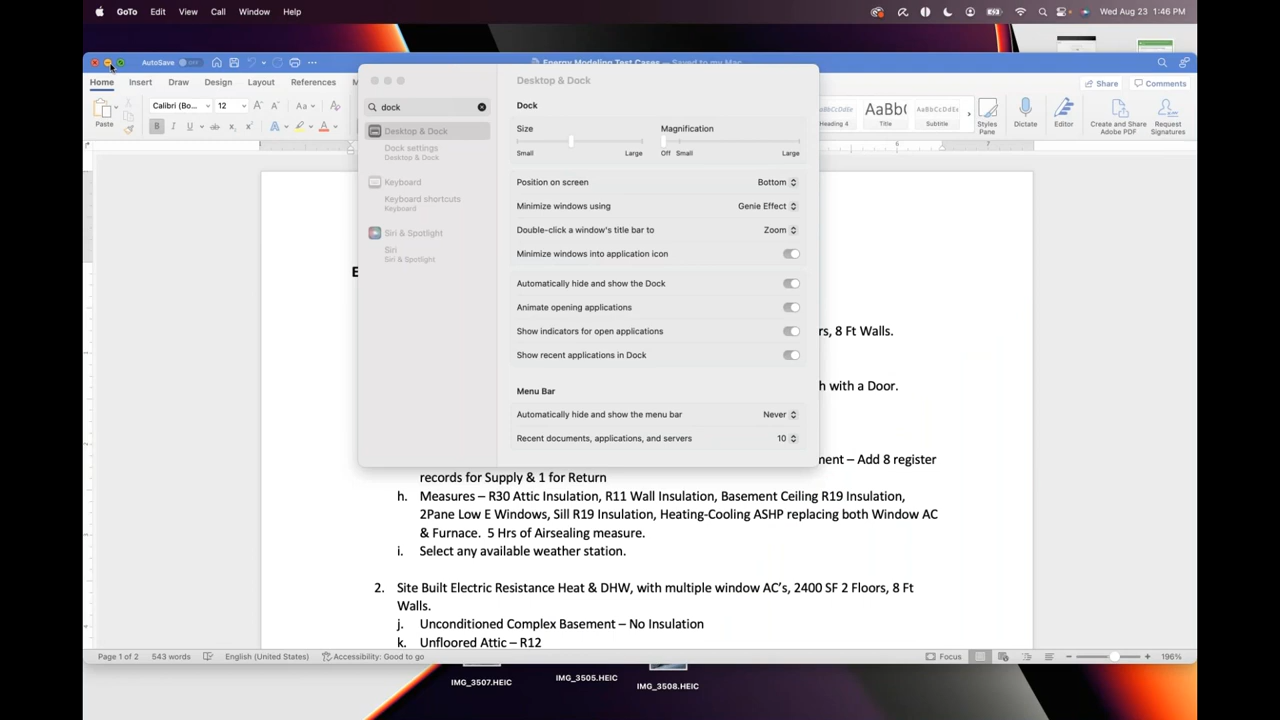 GoTo Edit View Call Window Help Wed Aug 23 1:46 PM
AutoSave OFF Energy Modeling Test Cases — Saved to my Mac
Home Insert Draw Design Layout References Share Comments
Paste Calibri (Bo... 12 Heading 4 Title Subtitle Styles Pane Dictate Editor Create and Share Adobe PDF Request Signatures
dock
Desktop & Dock
Dock settings
Desktop & Dock
Keyboard
Keyboard shortcuts
Keyboard
Siri & Spotlight
Siri
Siri & Spotlight
Desktop & Dock
Dock
Size Magnification
Small Large Off Small Large
Position on screen Bottom
Minimize windows using Genie Effect
Double-click a window's title bar to Zoom
Minimize windows into application icon
Automatically hide and show the Dock
Animate opening applications
Show indicators for open applications
Show recent applications in Dock
Menu Bar
Automatically hide and show the menu bar Never
Recent documents, applications, and servers 10
8 Ft Walls.
h with a Door.
ment – Add 8 register
records for Supply & 1 for Return
h. Measures – R30 Attic Insulation, R11 Wall Insulation, Basement Ceiling R19 Insulation,
2Pane Low E Windows, Sill R19 Insulation, Heating-Cooling ASHP replacing both Window AC
& Furnace. 5 Hrs of Airsealing measure.
i. Select any available weather station.
2. Site Built Electric Resistance Heat & DHW, with multiple window AC's, 2400 SF 2 Floors, 8 Ft
Walls.
j. Unconditioned Complex Basement – No Insulation
k. Unfloored Attic – R12
Page 1 of 2 543 words English (United States) Accessibility: Good to go Focus 196%
IMG_3507.HEIC IMG_3505.HEIC IMG_3508.HEIC